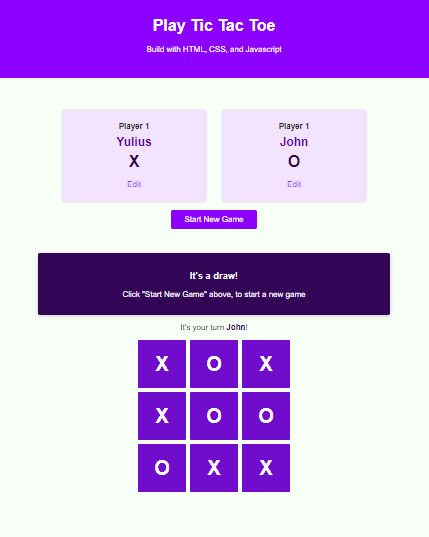 Play Tic Tac Toe
Build with HTML, CSS, and Javascript
Player 1
Yulius
X
Edit
Player 1
John
O
Edit
Start New Game
It's a draw!
Click "Start New Game" above, to start a new game
It's your turn John!
X O X
X O O
O X X